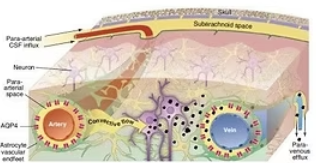 Skull
Subarachnoid space
Para-arterial
CSF influx
Neuron
Para-
arterial
space
AQP4
Astrocyte
vascular
endfeet
Artery
Convective flow
Vein
Para-
venous
efflux